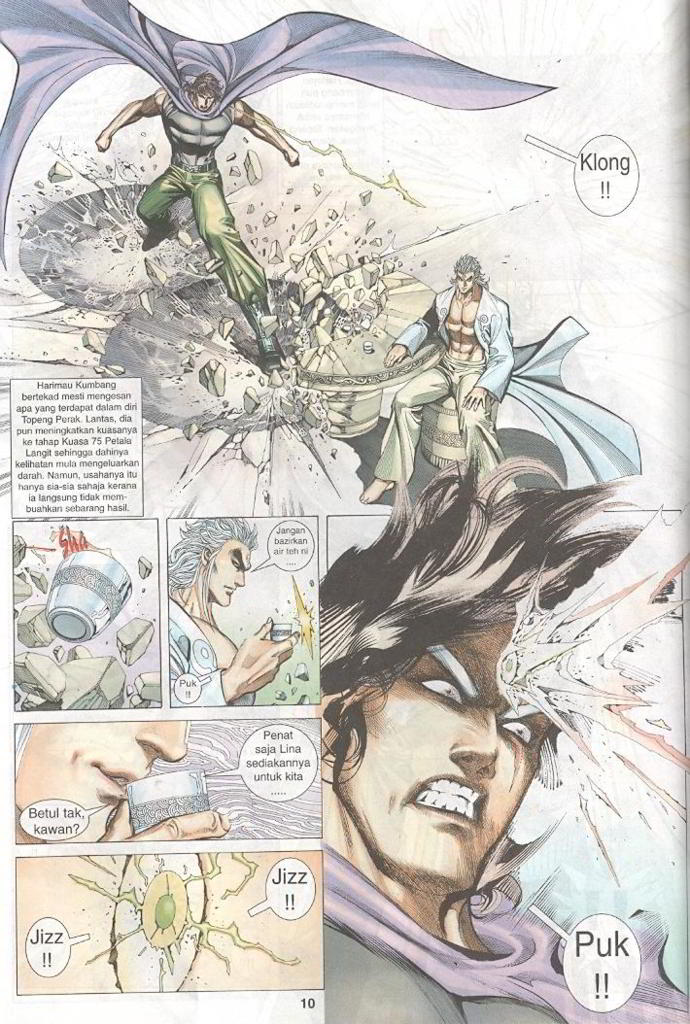 Klong
!!
Harimau Kumbang
bertekad mesti mengesan
apa yang terdapat dalam diri
Topeng Perak. Lantas, dia
pun meningkatkan kuasanya
ke tahap Kuasa 75 Petala
Langit sehingga dahinya
kelihatan mula mengeluarkan
darah. Namun, usahanya itu
hanya sia-sia sahaja kerana
ia langsung tidak mem-
buahkan sebarang hasil.
Jangan
bazirkan
air teh ni
....
Puk
!!
Penat
saja Lina
sediakannya
untuk kita
.....
Betul tak,
kawan?
Jizz
!!
Jizz
!!
Puk
!!
10